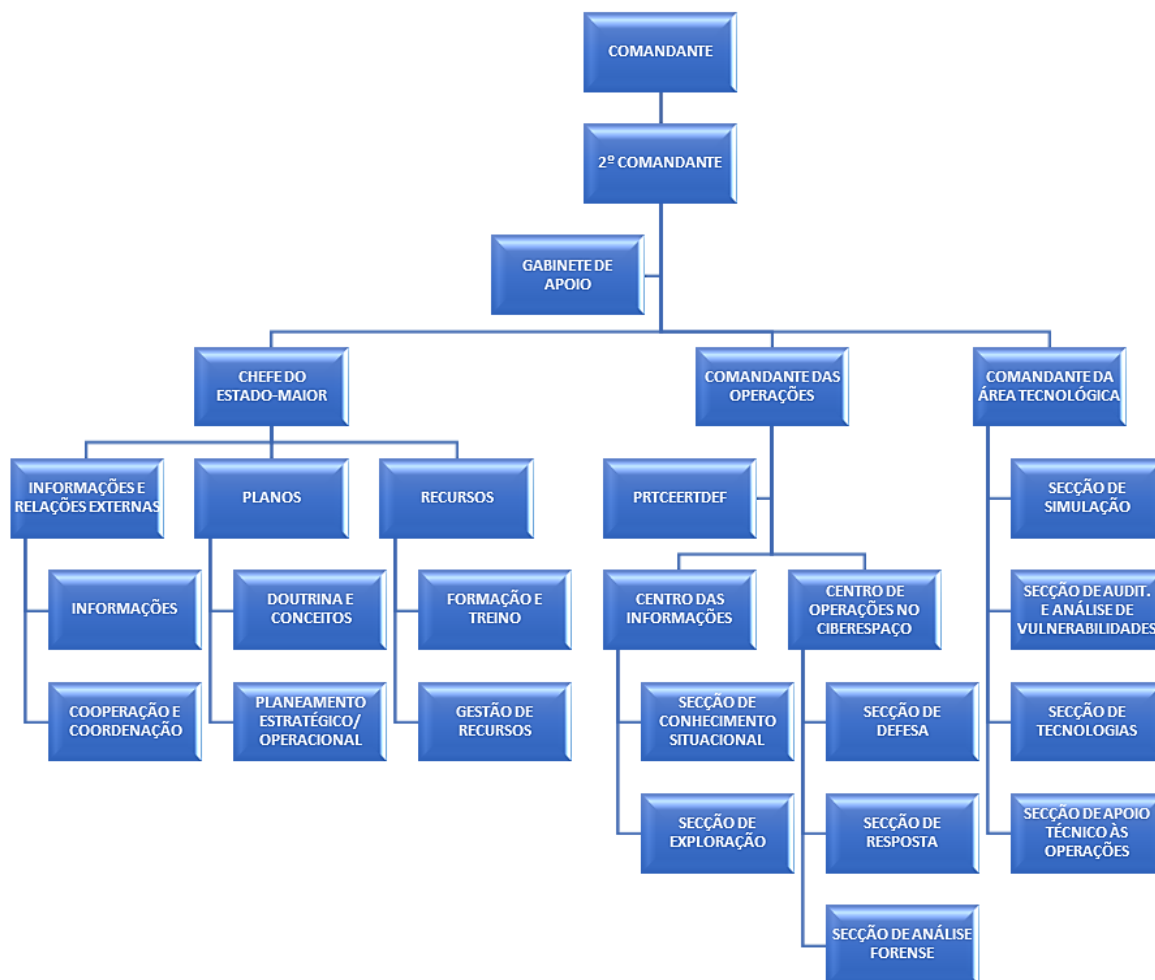 COMANDANTE
2º COMANDANTE
GABINETE DE
APOIO
CHEFE DO
ESTADO-MAIOR
COMANDANTE DAS
OPERAÇÕES
COMANDANTE DA
ÁREA TECNOLÓGICA
INFORMAÇÕES E
RELAÇÕES EXTERNAS
PLANOS
RECURSOS
PRTCEERTDEF
SECÇÃO DE
SIMULAÇÃO
INFORMAÇÕES
DOUTRINA E
CONCEITOS
FORMAÇÃO E
TREINO
CENTRO DAS
INFORMAÇÕES
CENTRO DE
OPERAÇÕES NO
CIBERESPAÇO
SECÇÃO DE AUDIT.
E ANÁLISE DE
VULNERABILIDADES
COOPERAÇÃO E
COORDENAÇÃO
PLANEAMENTO
ESTRATÉGICO/
OPERACIONAL
GESTÃO DE
RECURSOS
SECÇÃO DE
CONHECIMENTO
SITUACIONAL
SECÇÃO DE
DEFESA
SECÇÃO DE
TECNOLOGIAS
SECÇÃO DE
EXPLORAÇÃO
SECÇÃO DE
RESPOSTA
SECÇÃO DE APOIO
TÉCNICO ÀS
OPERAÇÕES
SECÇÃO DE ANÁLISE
FORENSE